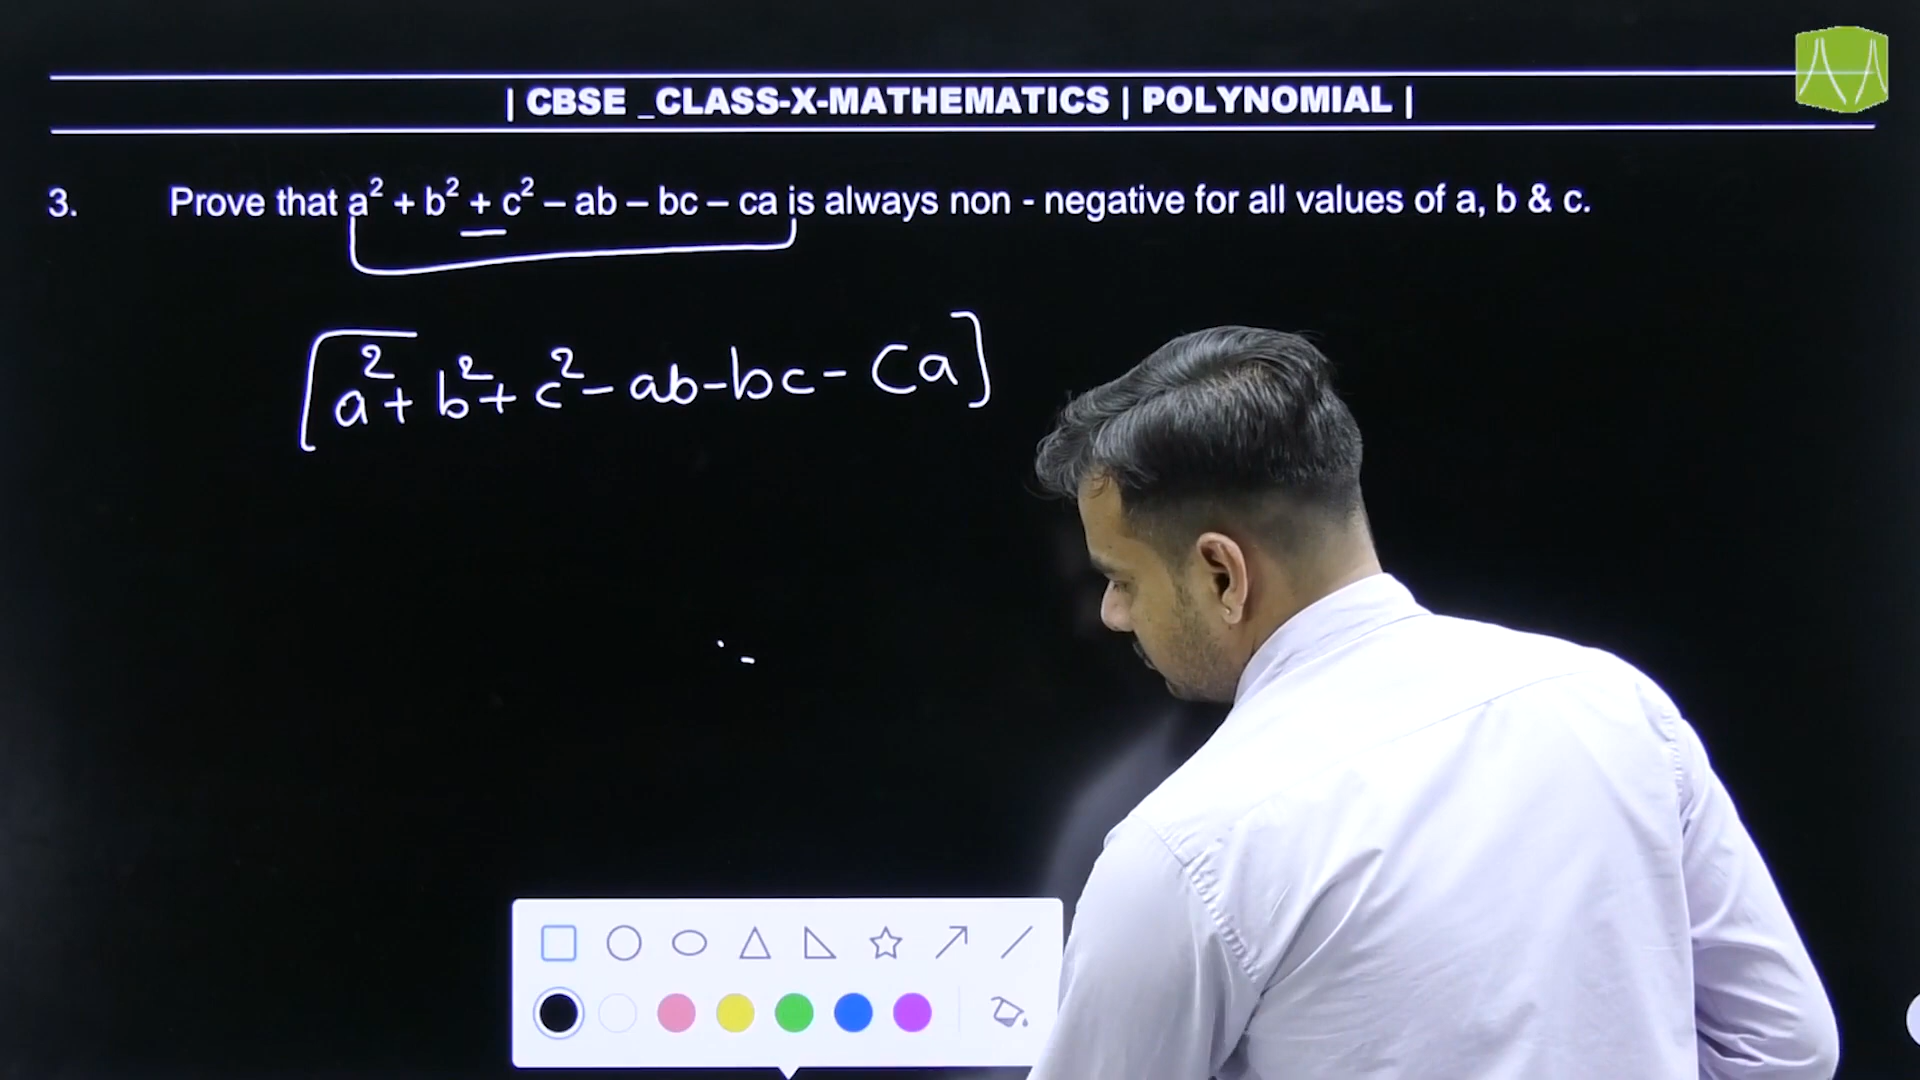 | CBSE _CLASS-X-MATHEMATICS | POLYNOMIAL |
3. Prove that a² + b² + c² – ab – bc – ca is always non - negative for all values of a, b & c.
[a² + b² + c² - ab - bc - ca]